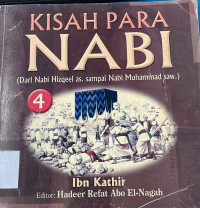 KISAH PARA
NABI
(Dari Nabi Hizqeel as. sampai Nabi Muhammad saw.)
4
Ibn Kathir
Editor: Hadeer Refat Abo El-Nagah